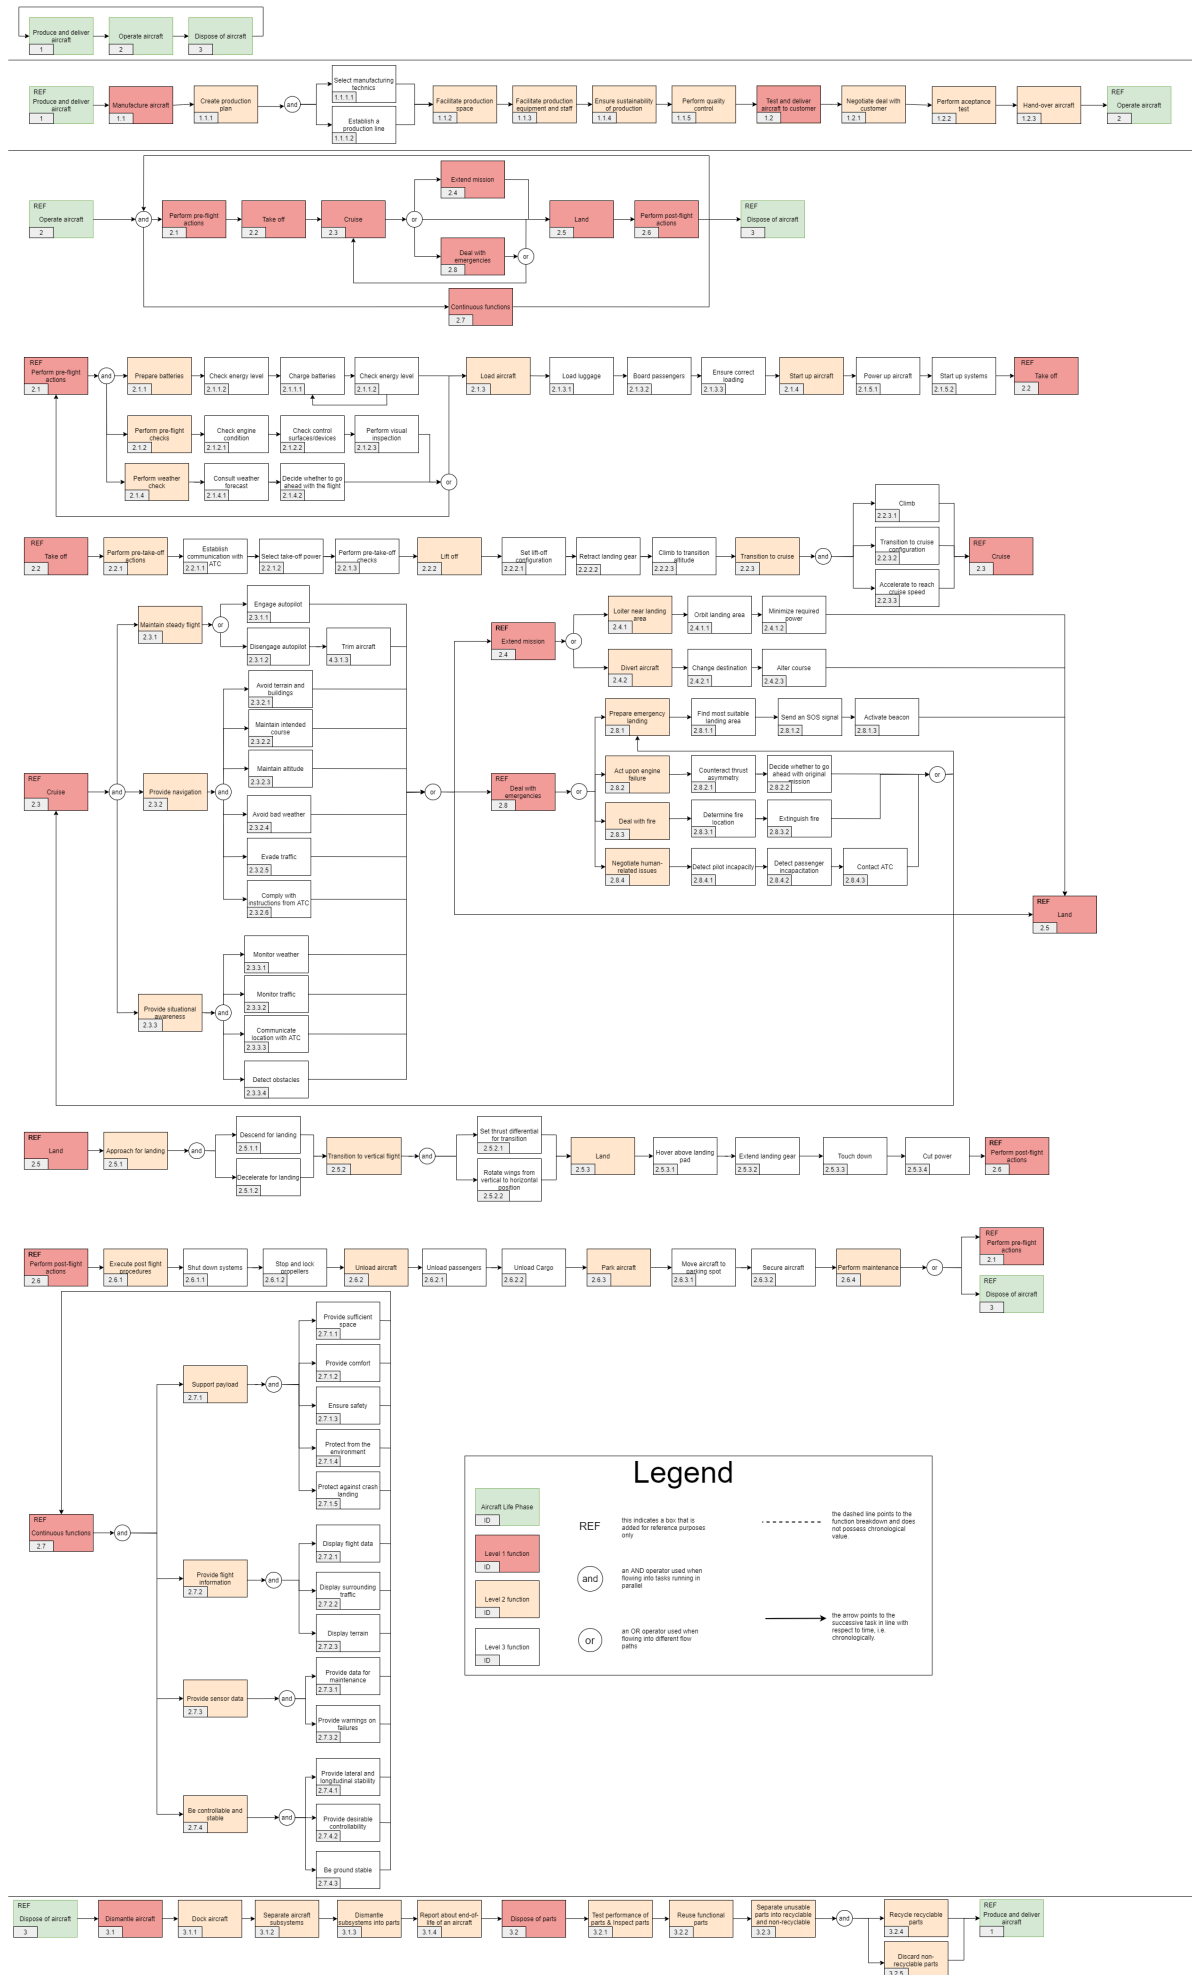 Produce and deliver
aircraft
1
Operate aircraft
2
Dispose of aircraft
3
REF
Produce and deliver
aircraft
1
Manufacture aircraft
1.1
Create production
plan
1.1.1
and
Select manufacturing
technics
1.1.1.1
Establish a
production line
1.1.1.2
Facilitate production
space
1.1.2
Facilitate production
equipment and staff
1.1.3
Ensure sustainability
of production
1.1.4
Perform quality
control
1.1.5
Test and deliver
aircraft to customer
1.2
Negotiate deal with
customer
1.2.1
Perform aceptance
test
1.2.2
Hand-over aircraft
1.2.3
REF
Operate aircraft
2
REF
Operate aircraft
2
and
Perform pre-flight
actions
2.1
Take off
2.2
Cruise
2.3
or
Extend mission
2.4
Deal with
emergencies
2.8
or
Land
2.5
Perform post-flight
actions
2.6
REF
Dispose of aircraft
3
Continuous functions
2.7
REF
Perform pre-flight
actions
2.1
and
Prepare batteries
2.1.1
Check energy level
2.1.1.2
Charge batteries
2.1.1.1
Check energy level
2.1.1.2
Load aircraft
2.1.3
Load luggage
2.1.3.1
Board passengers
2.1.3.2
Ensure correct
loading
2.1.3.3
Start up aircraft
2.1.4
Power up aircraft
2.1.5.1
Start up systems
2.1.5.2
REF
Take off
2.2
Perform pre-flight
checks
2.1.2
Check engine
condition
2.1.2.1
Check control
surfaces/devices
2.1.2.2
Perform visual
inspection
2.1.2.3
Perform weather
check
2.1.4
Consult weather
forecast
2.1.4.1
Decide whether to go
ahead with the flight
2.1.4.2
or
REF
Take off
2.2
Perform pre-take-off
actions
2.2.1
Establish
communication with
ATC
2.2.1.1
Select take-off power
2.2.1.2
Perform pre-take-off
checks
2.2.1.3
Lift off
2.2.2
Set lift-off
configuration
2.2.2.1
Retract landing gear
2.2.2.2
Climb to transition
altitude
2.2.2.3
Transition to cruise
2.2.3
and
Climb
2.2.3.1
Transition to cruise
configuration
2.2.3.2
Accelerate to reach
cruise speed
2.2.3.3
REF
Cruise
2.3
REF
Cruise
2.3
and
Maintain steady flight
2.3.1
or
Engage autopilot
2.3.1.1
Disengage autopilot
2.3.1.2
Trim aircraft
4.3.1.3
Provide navigation
2.3.2
and
Avoid terrain and
buildings
2.3.2.1
Maintain intended
course
2.3.2.2
Maintain altitude
2.3.2.3
Avoid bad weather
2.3.2.4
Evade traffic
2.3.2.5
Comply with
instructions from ATC
2.3.2.6
Provide situational
awareness
2.3.3
and
Monitor weather
2.3.3.1
Monitor traffic
2.3.3.2
Communicate
location with ATC
2.3.3.3
Detect obstacles
2.3.3.4
or
REF
Extend mission
2.4
or
Loiter near landing
area
2.4.1
Orbit landing area
2.4.1.1
Minimize required
power
2.4.1.2
Divert aircraft
2.4.2
Change destination
2.4.2.1
Alter course
2.4.2.3
REF
Deal with
emergencies
2.8
or
Prepare emergency
landing
2.8.1
Find most suitable
landing area
2.8.1.1
Send an SOS signal
2.8.1.2
Activate beacon
2.8.1.3
Act upon engine
failure
2.8.2
Counteract thrust
asymmetry
2.8.2.1
Decide whether to go
ahead with original
mission
2.8.2.2
or
Deal with fire
2.8.3
Determine fire
location
2.8.3.1
Extinguish fire
2.8.3.2
Negotiate human-
related issues
2.8.4
Detect pilot incapacity
2.8.4.1
Detect passenger
incapacitation
2.8.4.2
Contact ATC
2.8.4.3
REF
Land
2.5
REF
Land
2.5
Approach for landing
2.5.1
and
Descend for landing
2.5.1.1
Decelerate for landing
2.5.1.2
Transition to vertical flight
2.5.2
and
Set thrust differential
for transition
2.5.2.1
Rotate wings from
vertical to horizontal
position
2.5.2.2
Land
2.5.3
Hover above landing
pad
2.5.3.1
Extend landing gear
2.5.3.2
Touch down
2.5.3.3
Cut power
2.5.3.4
REF
Perform post-flight
actions
2.6
REF
Perform post-flight
actions
2.6
Execute post flight
procedures
2.6.1
Shut down systems
2.6.1.1
Stop and lock
propellers
2.6.1.2
Unload aircraft
2.6.2
Unload passengers
2.6.2.1
Unload Cargo
2.6.2.2
Park aircraft
2.6.3
Move aircraft to
parking spot
2.6.3.1
Secure aircraft
2.6.3.2
Perform maintenance
2.6.4
or
REF
Perform pre-flight
actions
2.1
REF
Dispose of aircraft
3
REF
Continuous functions
2.7
and
Support payload
2.7.1
and
Provide sufficient
space
2.7.1.1
Provide comfort
2.7.1.2
Ensure safety
2.7.1.3
Protect from the
environment
2.7.1.4
Protect against crash
landing
2.7.1.5
Provide flight
information
2.7.2
and
Display flight data
2.7.2.1
Display surrounding
traffic
2.7.2.2
Display terrain
2.7.2.3
Provide sensor data
2.7.3
and
Provide data for
maintenance
2.7.3.1
Provide warnings on
failures
2.7.3.2
Be controllable and
stable
2.7.4
and
Provide lateral and
longitudinal stability
2.7.4.1
Provide desirable
controllability
2.7.4.2
Be ground stable
2.7.4.3
Legend
Aircraft Life Phase
ID
Level 1 function
ID
Level 2 function
ID
Level 3 function
ID
REF
this indicates a box that is
added for reference purposes
only
and
an AND operator used when
flowing into tasks running in
parallel
or
an OR operator used when
flowing into different flow
paths
the dashed line points to the
function breakdown and does
not possess chronological
value.
the arrow points to the
successive task in line with
respect to time, i.e.
chronologically.
REF
Dispose of aircraft
3
Dismantle aircraft
3.1
Dock aircraft
3.1.1
Separate aircraft
subsystems
3.1.2
Dismantle
subsystems into parts
3.1.3
Report about end-of-
life of an aircraft
3.1.4
Dispose of parts
3.2
Test performance of
parts & Inspect parts
3.2.1
Reuse functional
parts
3.2.2
Separate unusable
parts into recyclable
and non-recyclable
3.2.3
and
Recycle recyclable
parts
3.2.4
Discard non-
recyclable parts
3.2.5
REF
Produce and deliver
aircraft
1